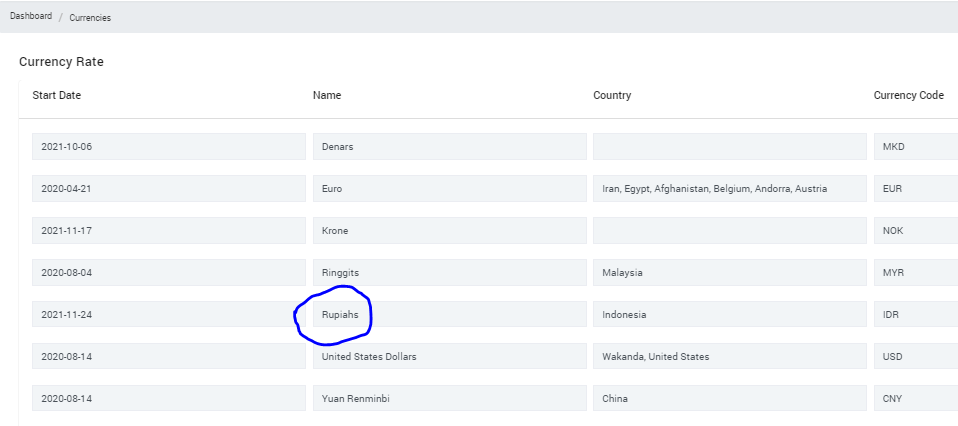 Dashboard / Currencies
Currency Rate
Start Date Name Country Currency Code
2021-10-06 Denars MKD
2020-04-21 Euro Iran, Egypt, Afghanistan, Belgium, Andorra, Austria EUR
2021-11-17 Krone NOK
2020-08-04 Ringgits Malaysia MYR
2021-11-24 Rupiahs Indonesia IDR
2020-08-14 United States Dollars Wakanda, United States USD
2020-08-14 Yuan Renminbi China CNY